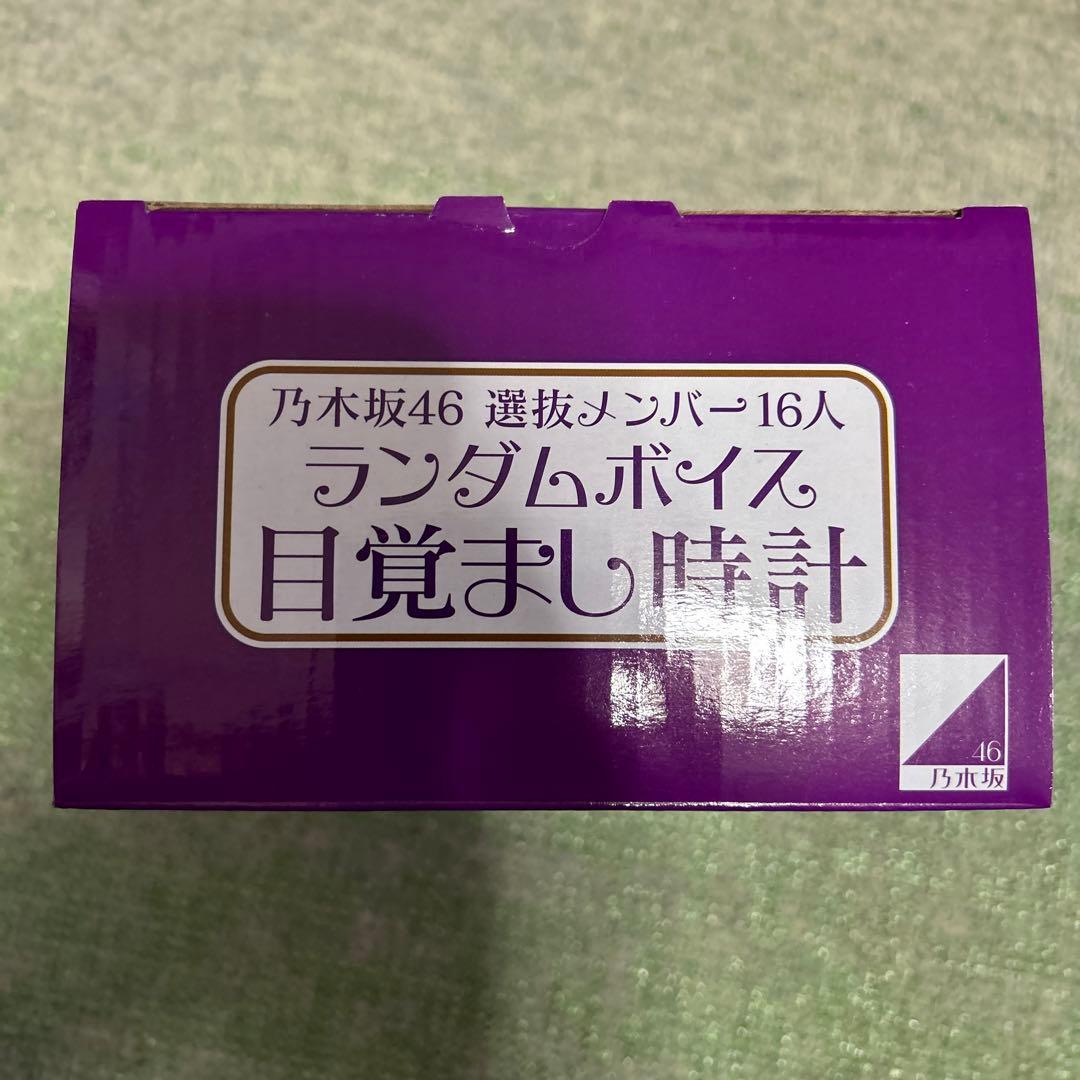 乃木坂46 選抜メンバー16人
ランダムボイス
目覚まし時計
46
乃木坂